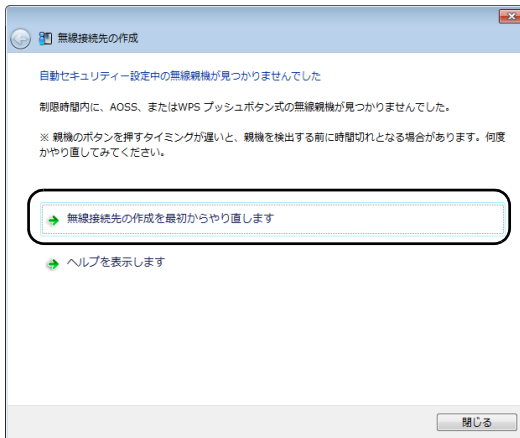 無線接続先の作成
自動セキュリティー設定中の無線親機が見つかりませんでした
制限時間内に、AOSS、またはWPS プッシュボタン式の無線親機が見つかりませんでした。
※ 親機のボタンを押すタイミングが違いと、親機を検出する前に時間切れとなる場合があります。何度
かやり直してみてください。
無線接続先の作成を最初からやり直します
ヘルプを表示します
閉じる